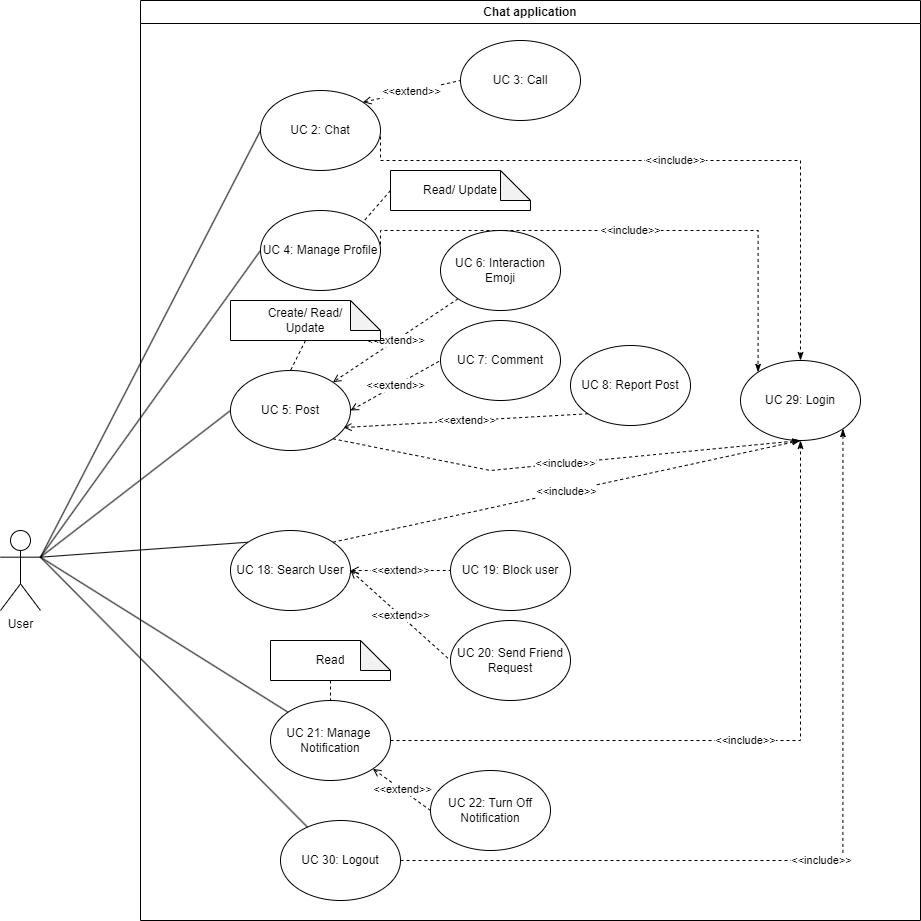 Chat application
UC 3: Call
<<extend>>
UC 2: Chat
<<include>>
Read/ Update
UC 4: Manage Profile
<<include>>
UC 6: Interaction
Emoji
Create/ Read/
Update
<<extend>>
UC 7: Comment
<<extend>>
UC 8: Report Post
UC 29: Login
UC 5: Post
<<extend>>
<<include>>
<<include>>
UC 18: Search User
<<extend>>
UC 19: Block user
<<extend>>
User
UC 20: Send Friend
Request
Read
UC 21: Manage
Notification
<<include>>
<<extend>>
UC 22: Turn Off
Notification
UC 30: Logout
<<include>>